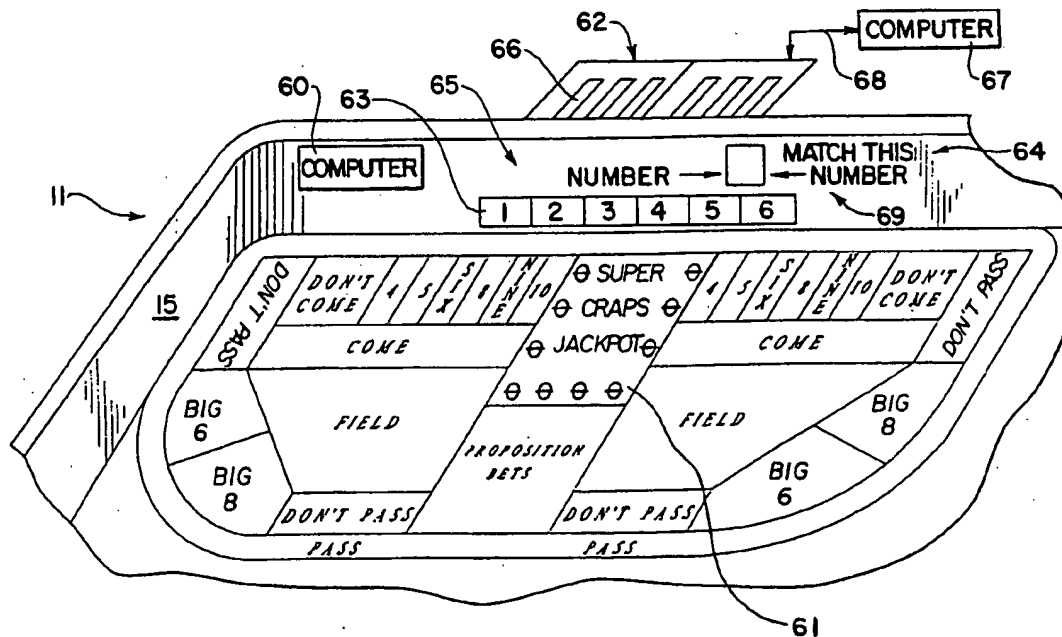 62
COMPUTER
66
68
67
60
63
65
COMPUTER
MATCH THIS
NUMBER
NUMBER
64
11
1 2 3 4 5 6
69
DON'T PASS
DON'T COME
4
5
SIX
8
NINE
10
SUPER
CRAPS
JACKPOT
4
5
SIX
8
NINE
10
DON'T COME
DON'T PASS
15
COME
COME
BIG
6
FIELD
PROPOSITION
BETS
FIELD
BIG
8
BIG
8
BIG
6
DON'T PASS
DON'T PASS
PASS
PASS
61